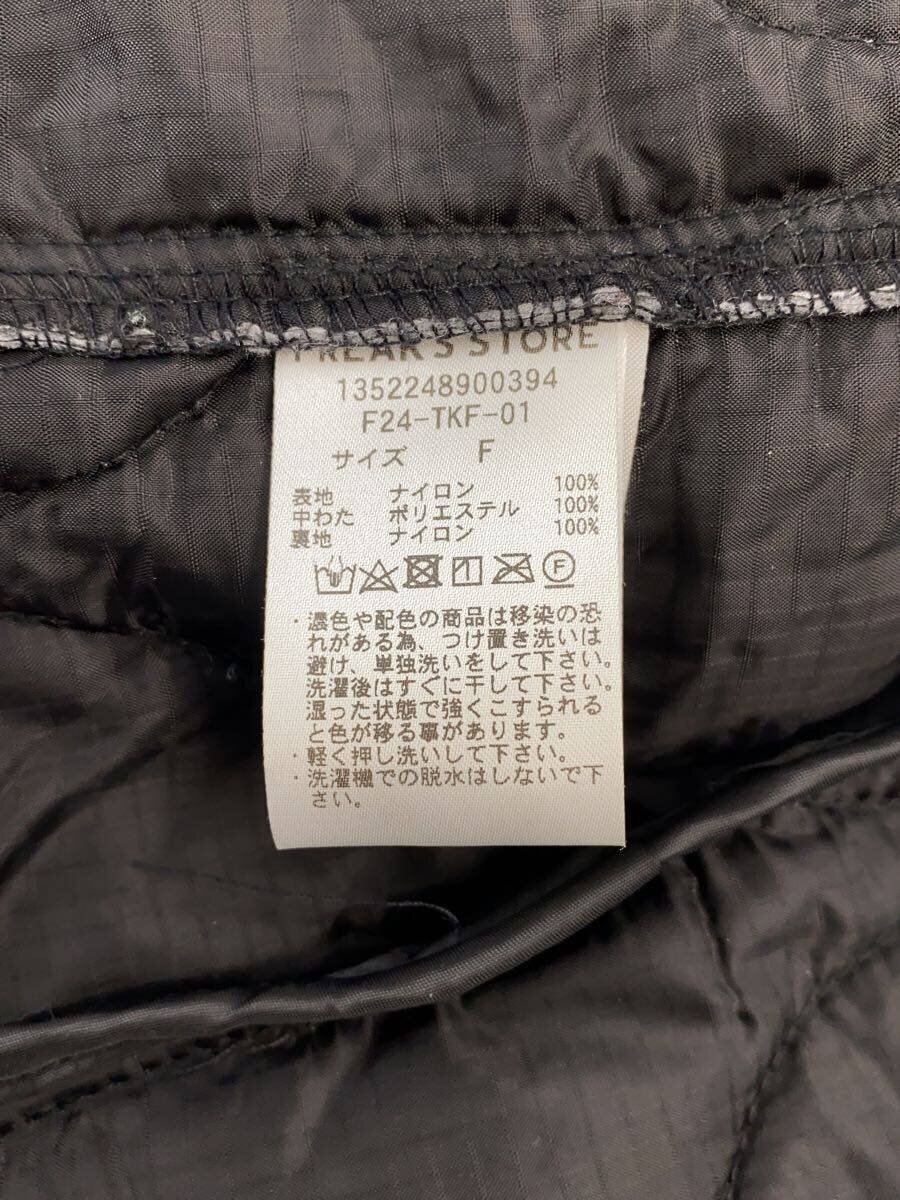 FREAK'S STORE
1352248900394
F24-TKF-01
サイズ F
表地 ナイロン 100%
中わた ポリエステル 100%
裏地 ナイロン 100%
F
・濃色や配色の商品は移染の恐
れがある為、つけ置き洗いは
避け、単独洗いをして下さい。
洗濯後はすぐに干して下さい。
湿った状態で強くこすられる
と色が移る事があります。
・軽く押し洗いして下さい。
・洗濯機での脱水はしないで下
さい。